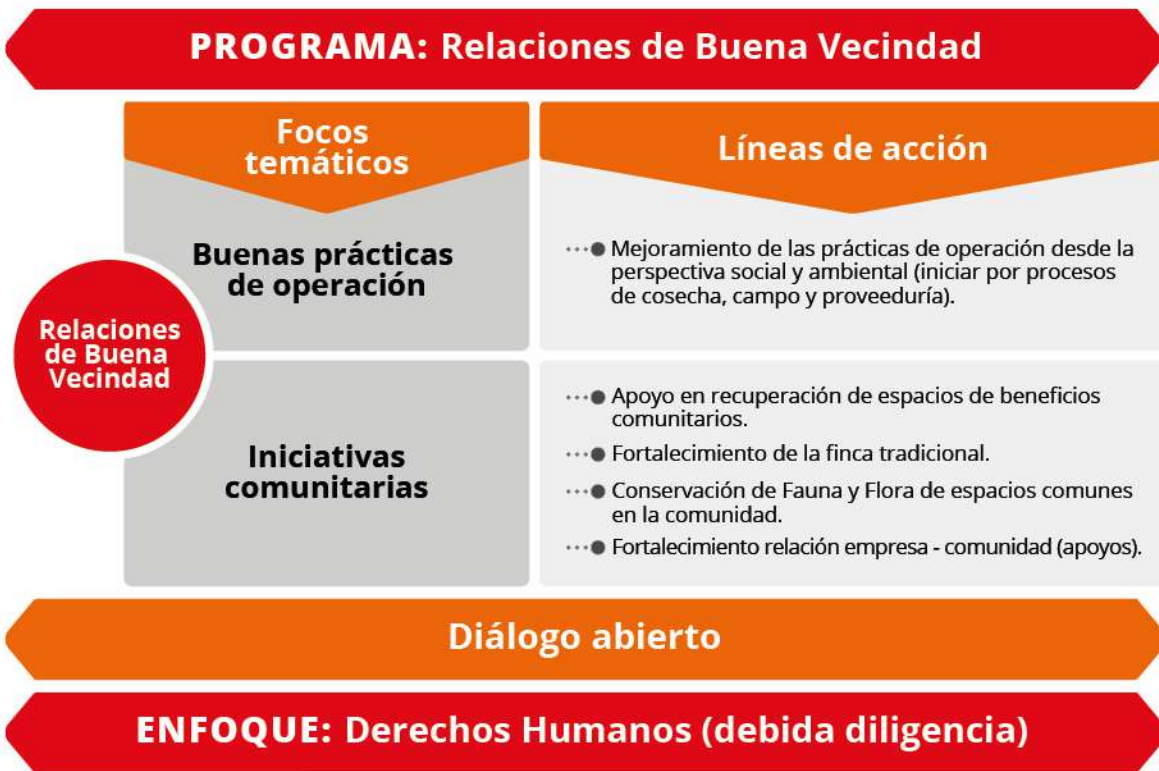 PROGRAMA: Relaciones de Buena Vecindad
Focos
temáticos
Líneas de acción
Relaciones
de Buena
Vecindad
Buenas prácticas
de operación
Mejoramiento de las prácticas de operación desde la
perspectiva social y ambiental (iniciar por procesos
de cosecha, campo y proveeduría).
Iniciativas
comunitarias
Apoyo en recuperación de espacios de beneficios
comunitarios.
Fortalecimiento de la finca tradicional.
Conservación de Fauna y Flora de espacios comunes
en la comunidad.
Fortalecimiento relación empresa - comunidad (apoyos).
Diálogo abierto
ENFOQUE: Derechos Humanos (debida diligencia)